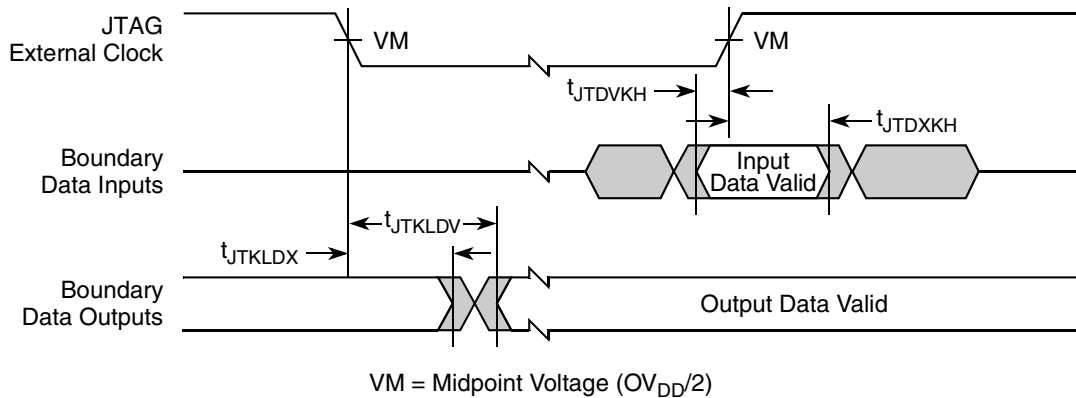 JTAG
External Clock
VM
VM
tJTDVKH
tJTDXKH
Boundary
Data Inputs
Input
Data Valid
tJTKLDV
tJTKLDX
Boundary
Data Outputs
Output Data Valid
VM = Midpoint Voltage (OVDD/2)